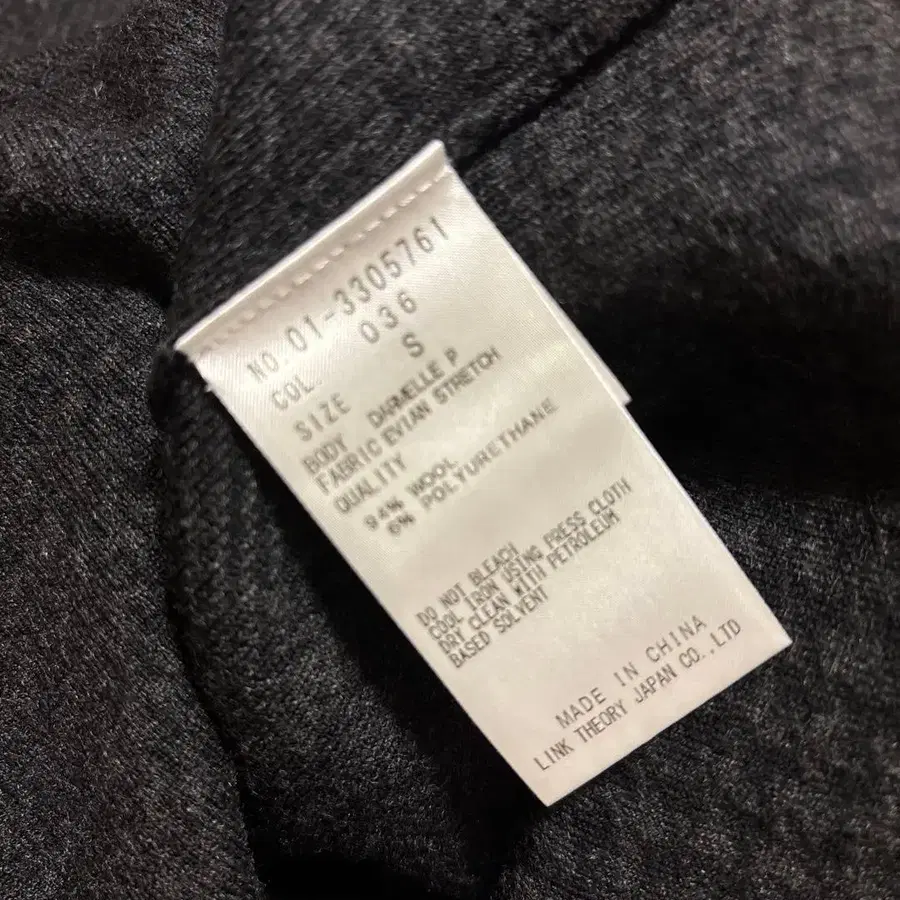 NO. 01-3305761
COL. 036
SIZE S
BODY DARNELLE P
FABRIC EVIAN STRETCH
QUALITY
94% WOOL
6% POLYURETHANE
DO NOT BLEACH
COOL IRON USING PRESS CLOTH
DRY CLEAN WITH PETROLEUM
BASED SOLVENT
MADE IN CHINA
LINK THEORY JAPAN CO.,LTD